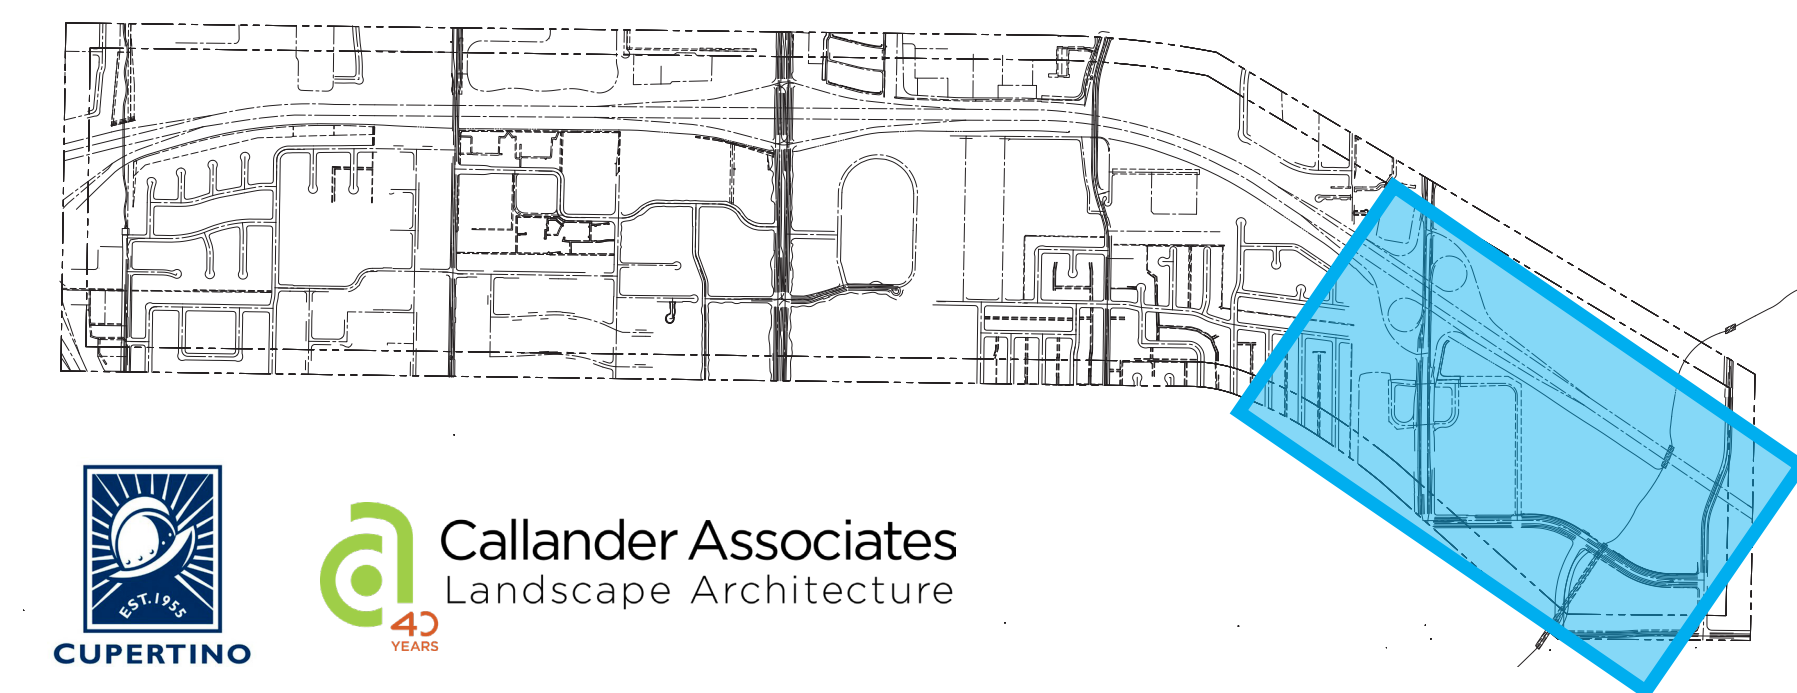 EST. 1955
CUPERTINO
Callander Associates
Landscape Architecture
40
YEARS